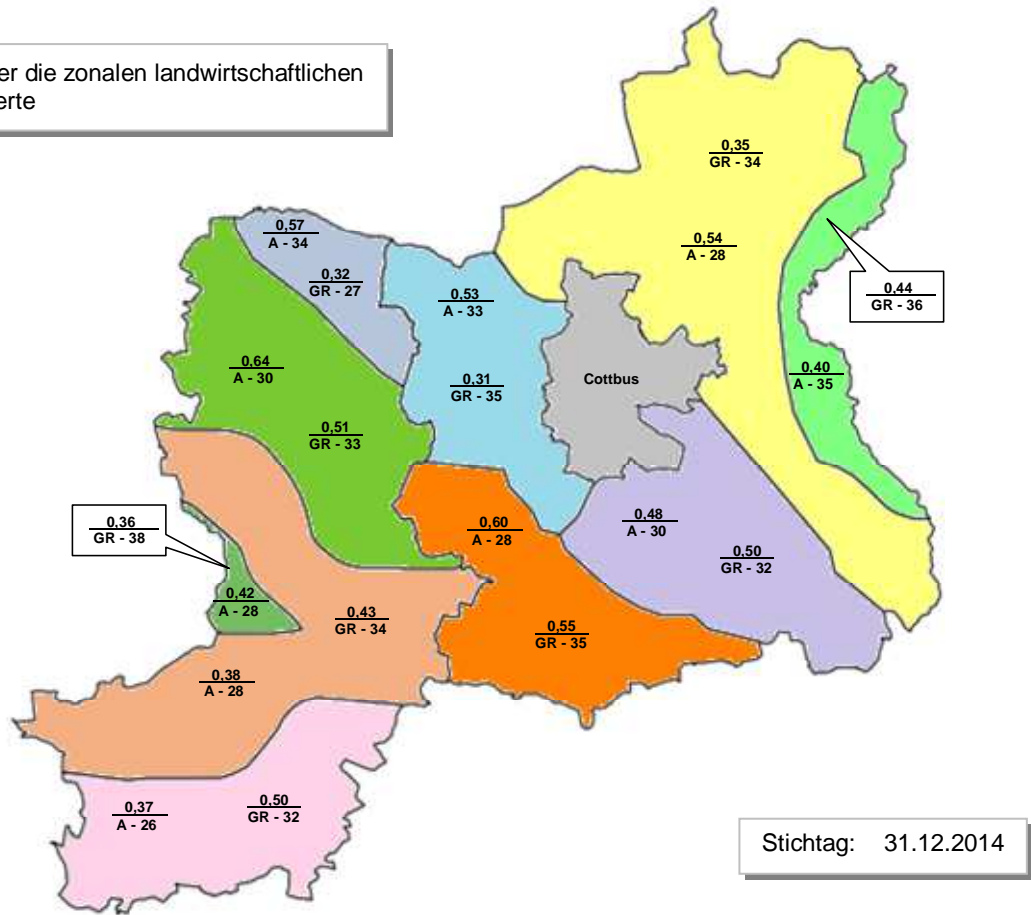 er die zonalen landwirtschaftlichen
erte
0,35
GR - 34
0,57
A - 34
0,54
A - 28
0,32
GR - 27
0,53
A - 33
0,44
GR - 36
0,64
A - 30
0,31
GR - 35
Cottbus
0,40
A - 35
0,51
GR - 33
0,36
GR - 38
0,60
A - 28
0,48
A - 30
0,50
GR - 32
0,42
A - 28
0,43
GR - 34
0,55
GR - 35
0,38
A - 28
0,37
A - 26
0,50
GR - 32
Stichtag: 31.12.2014